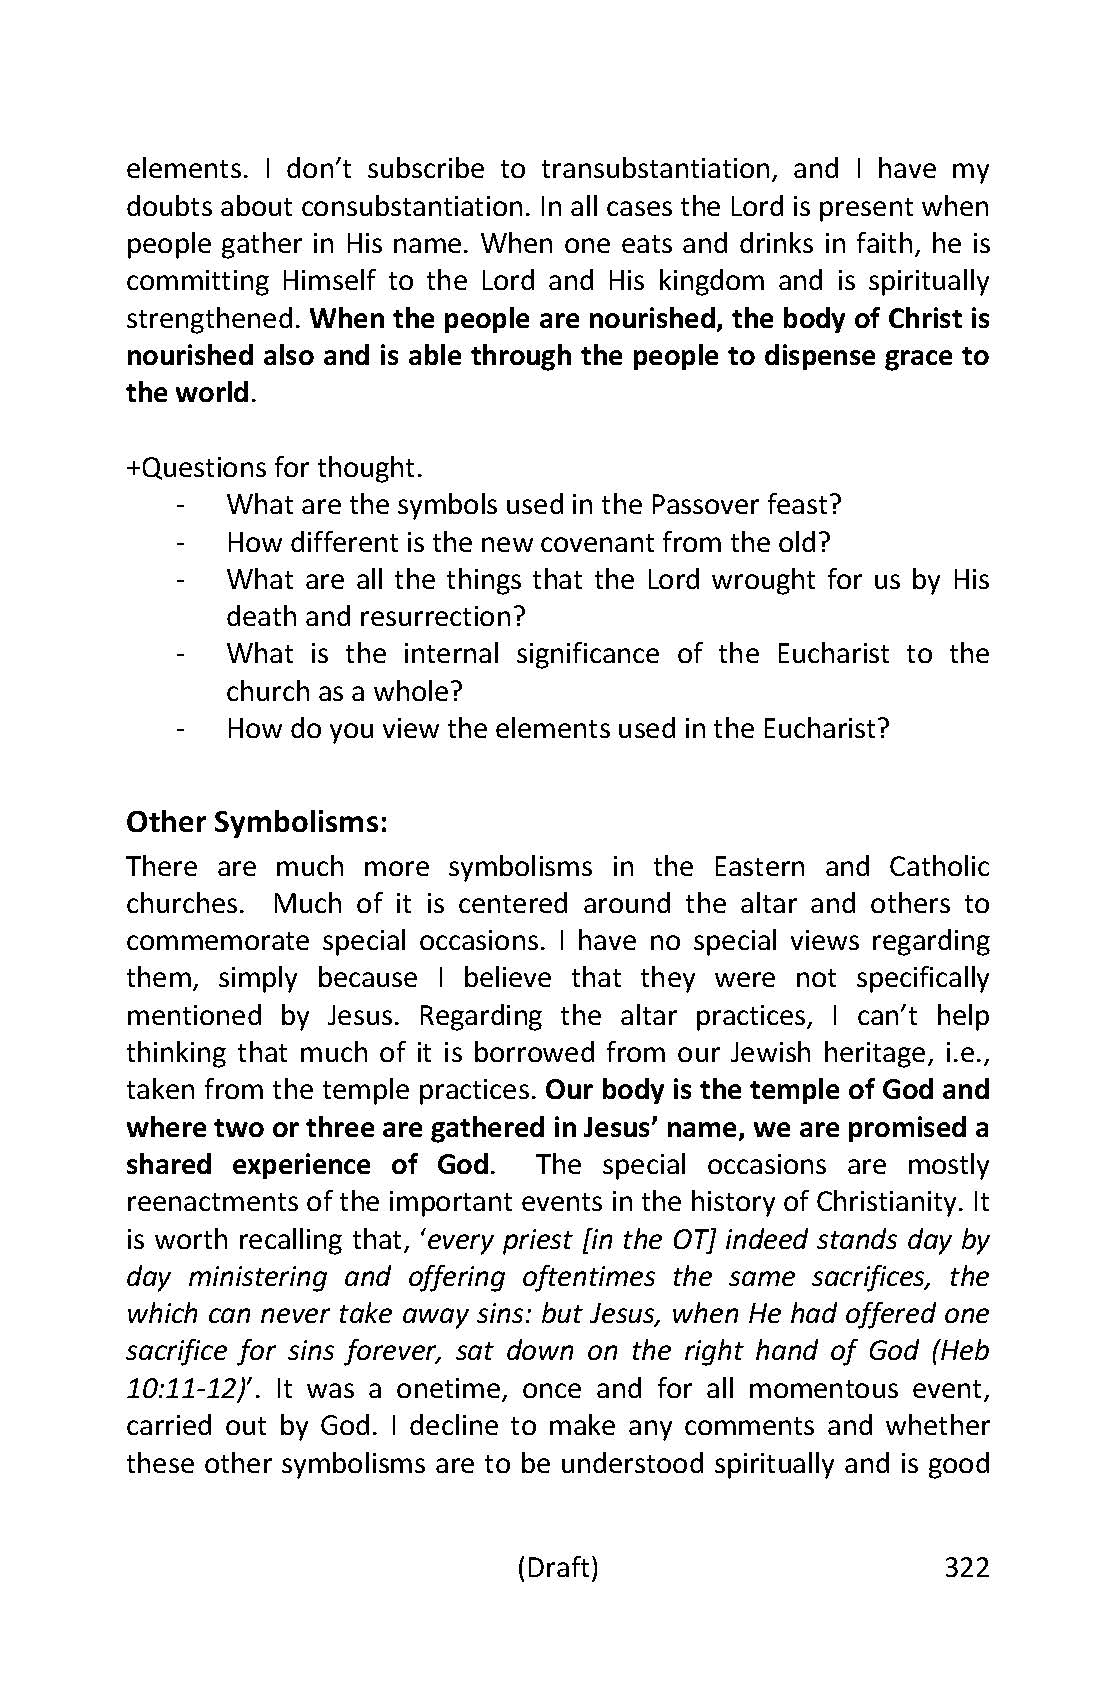 elements. I don’t subscribe to transubstantiation, and I have my
doubts about consubstantiation. In all cases the Lord is present when
people gather in His name. When one eats and drinks in faith, he is
committing Himself to the Lord and His kingdom and is spiritually
strengthened. When the people are nourished, the body of Christ is
nourished also and is able through the people to dispense grace to
the world.
+Questions for thought.
- What are the symbols used in the Passover feast?
- How different is the new covenant from the old?
- What are all the things that the Lord wrought for us by His
death and resurrection?
- What is the internal significance of the Eucharist to the
church as a whole?
- How do you view the elements used in the Eucharist?
Other Symbolisms:
There are much more symbolisms in the Eastern and Catholic
churches. Much of it is centered around the altar and others to
commemorate special occasions. I have no special views regarding
them, simply because I believe that they were not specifically
mentioned by Jesus. Regarding the altar practices, I can’t help
thinking that much of it is borrowed from our Jewish heritage, i.e.,
taken from the temple practices. Our body is the temple of God and
where two or three are gathered in Jesus’ name, we are promised a
shared experience of God. The special occasions are mostly
reenactments of the important events in the history of Christianity. It
is worth recalling that, ‘every priest [in the OT] indeed stands day by
day ministering and offering oftentimes the same sacrifices, the
which can never take away sins: but Jesus, when He had offered one
sacrifice for sins forever, sat down on the right hand of God (Heb
10:11-12)’. It was a onetime, once and for all momentous event,
carried out by God. I decline to make any comments and whether
these other symbolisms are to be understood spiritually and is good
(Draft) 322